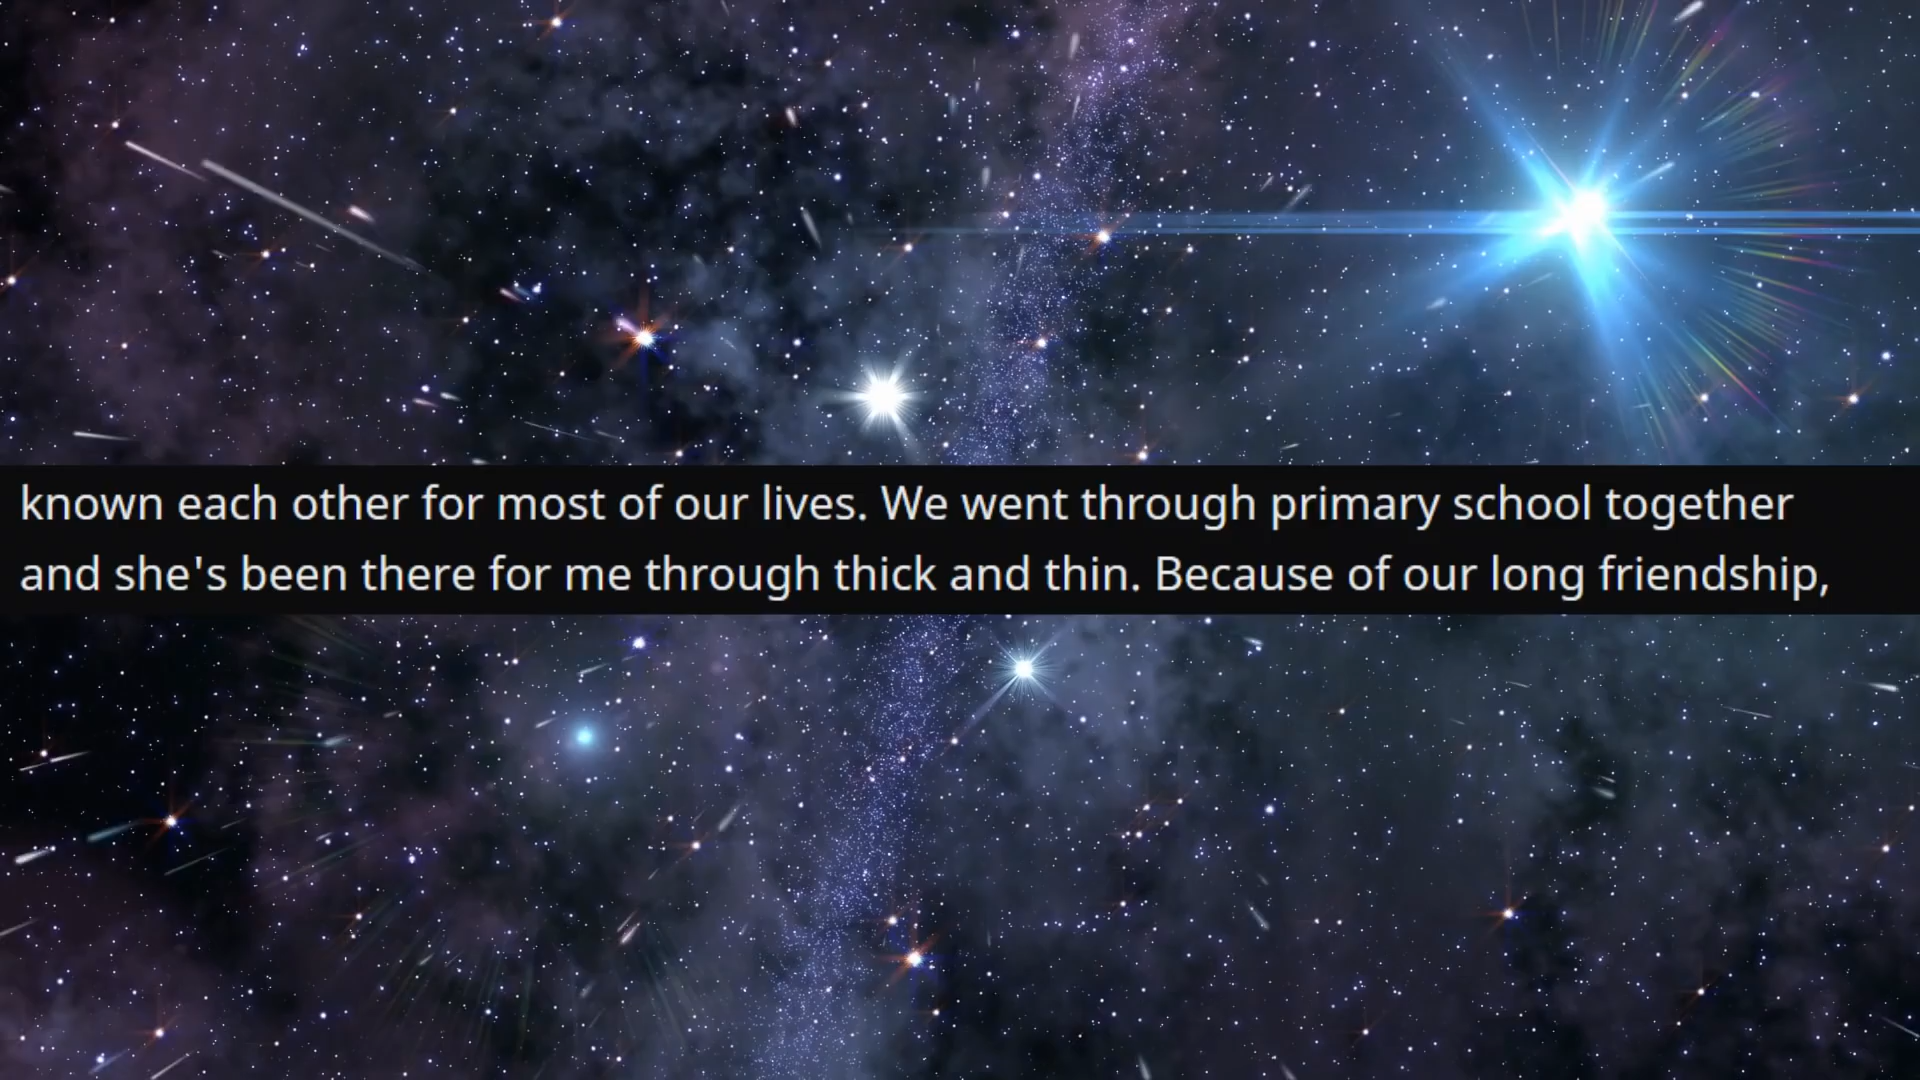 known each other for most of our lives. We went through primary school together
and she's been there for me through thick and thin. Because of our long friendship,